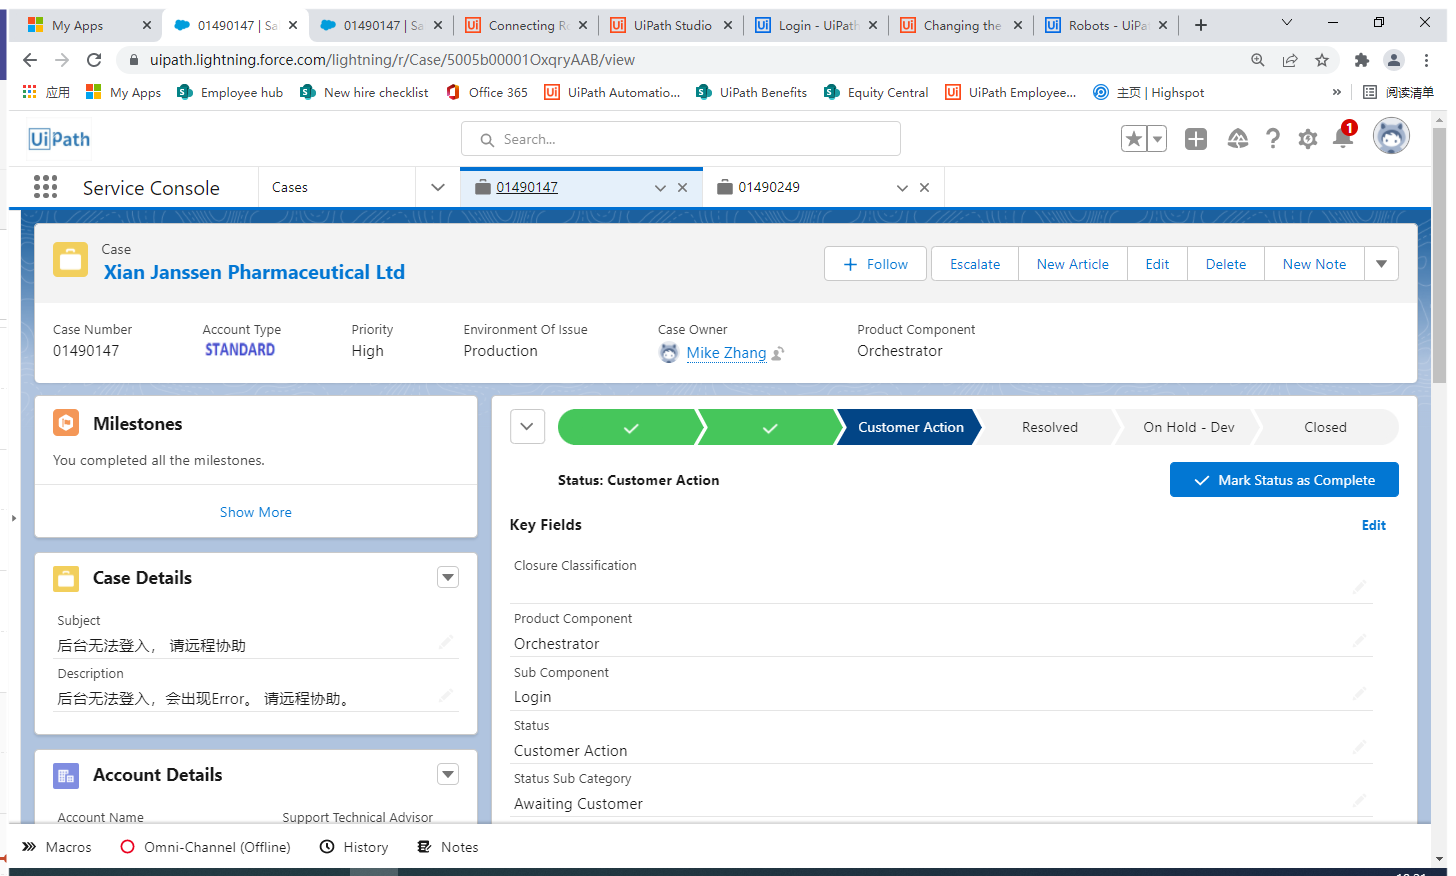 My Apps
01490147 | Sa
01490147 | Sa
Connecting Ro
UiPath Studio
Login - UiPath
Changing the
Robots - UiPat
uipath.lightning.force.com/lightning/r/Case/5005b00001OxqryAAB/view
应用
My Apps
Employee hub
New hire checklist
Office 365
UiPath Automatio...
UiPath Benefits
Equity Central
UiPath Employee...
主页 | Highspot
»
阅读清单
UiPath
Search...
1
Service Console
Cases
01490147
01490249
Case
Xian Janssen Pharmaceutical Ltd
+ Follow
Escalate
New Article
Edit
Delete
New Note
Case Number
Account Type
Priority
Environment Of Issue
Case Owner
Product Component
01490147
STANDARD
High
Production
Mike Zhang
Orchestrator
Milestones
You completed all the milestones.
Show More
Customer Action
Resolved
On Hold - Dev
Closed
Status: Customer Action
Mark Status as Complete
Key Fields
Edit
Closure Classification
Product Component
Orchestrator
Sub Component
Login
Status
Customer Action
Status Sub Category
Awaiting Customer
Case Details
Subject
后台无法登入， 请远程协助
Description
后台无法登入，会出现Error。 请远程协助。
Account Details
Account Name
Support Technical Advisor
Macros
Omni-Channel (Offline)
History
Notes